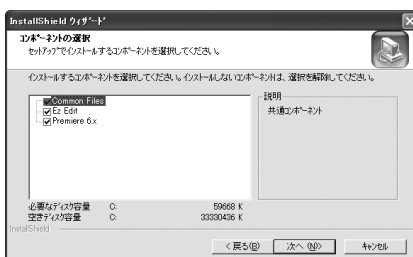 InstallShield ウィザード
コンポーネントの選択
セットアップでインストールするコンポーネントを選択してください。
インストールするコンポーネントを選択してください。インストールしないコンポーネントは、選択を解除してください。
Common Files
Ez Edit
Premiere 6.x
説明
共通コンポーネント
必要なディスク容量 C: 59668 K
空きディスク容量 C: 33330436 K
InstallShield
< 戻る(B)
次へ (N)>
キャンセル